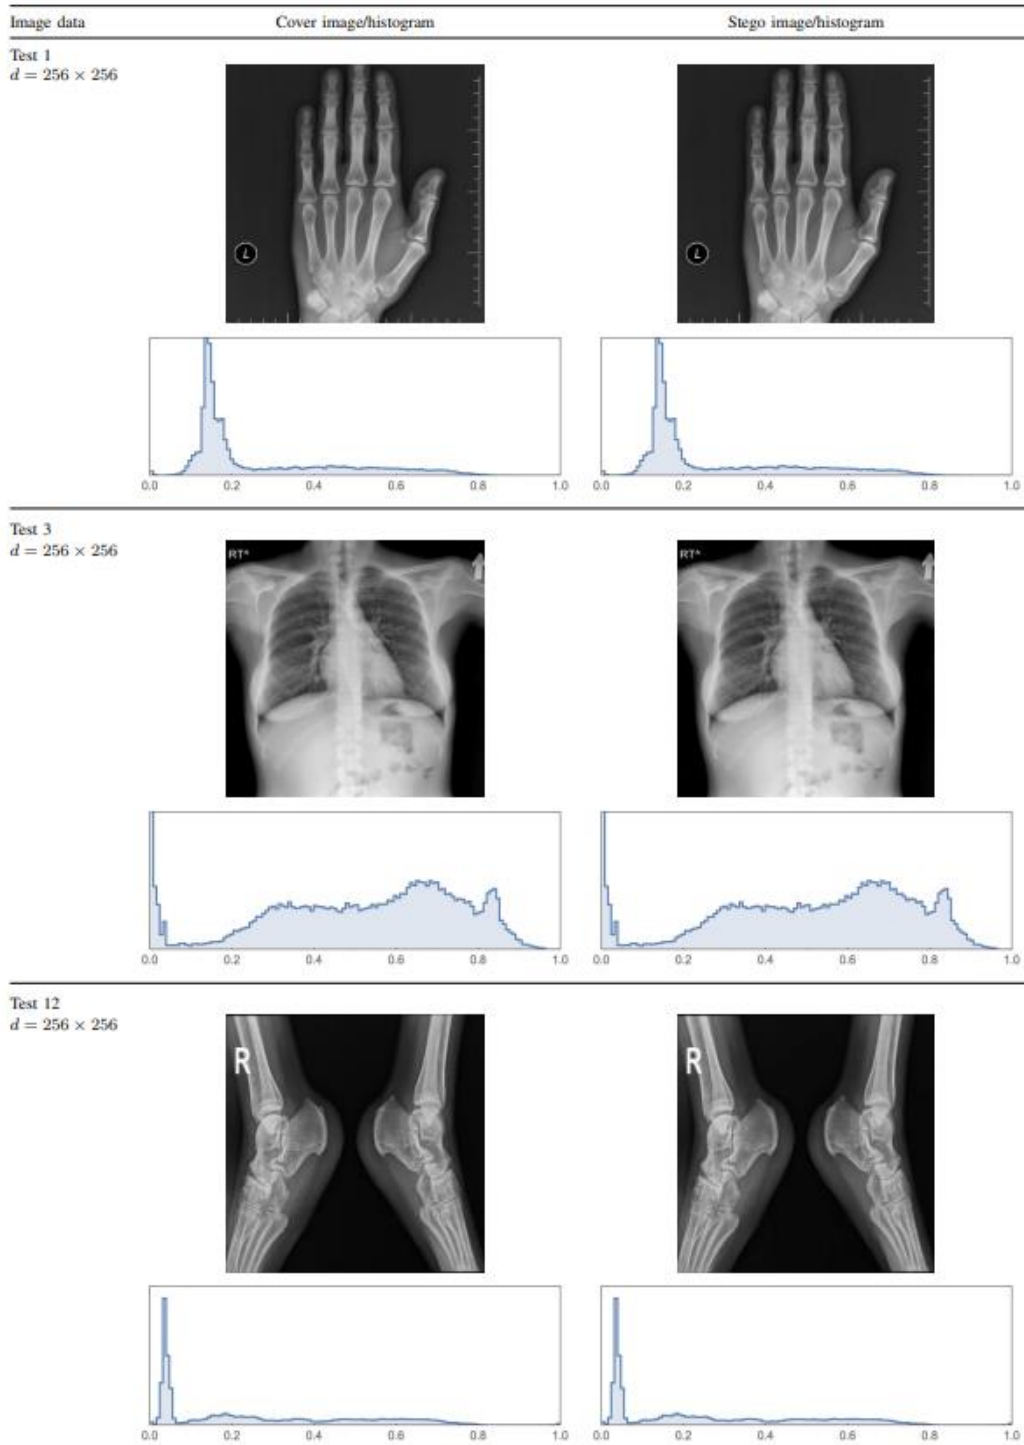 Image data Cover image/histogram Stego image/histogram
Test 1
d = 256 × 256
L L
0.0 0.2 0.4 0.6 0.8 1.0 0.0 0.2 0.4 0.6 0.8 1.0
Test 3
d = 256 × 256
RT* RT*
0.0 0.2 0.4 0.6 0.8 1.0 0.0 0.2 0.4 0.6 0.8 1.0
Test 12
d = 256 × 256
R R
0.0 0.2 0.4 0.6 0.8 1.0 0.0 0.2 0.4 0.6 0.8 1.0